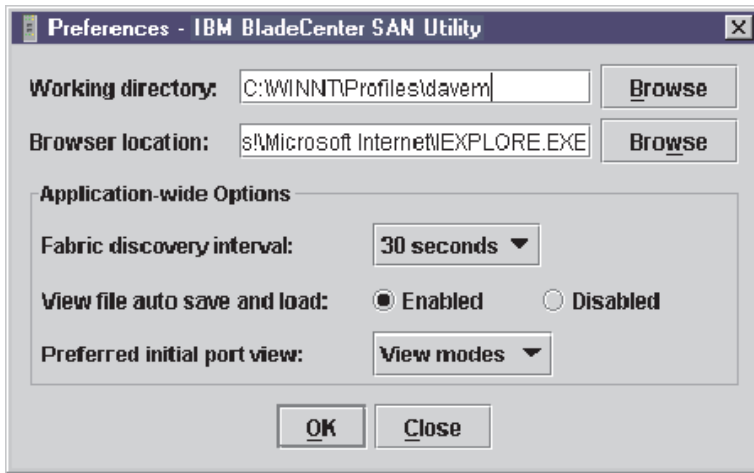 Preferences - IBM BladeCenter SAN Utility
Working directory: C:\WINNT\Profiles\davem Browse
Browser location: s!\Microsoft Internet\IEXPLORE.EXE Browse
Application-wide Options
Fabric discovery interval: 30 seconds
View file auto save and load: Enabled Disabled
Preferred initial port view: View modes
OK Close